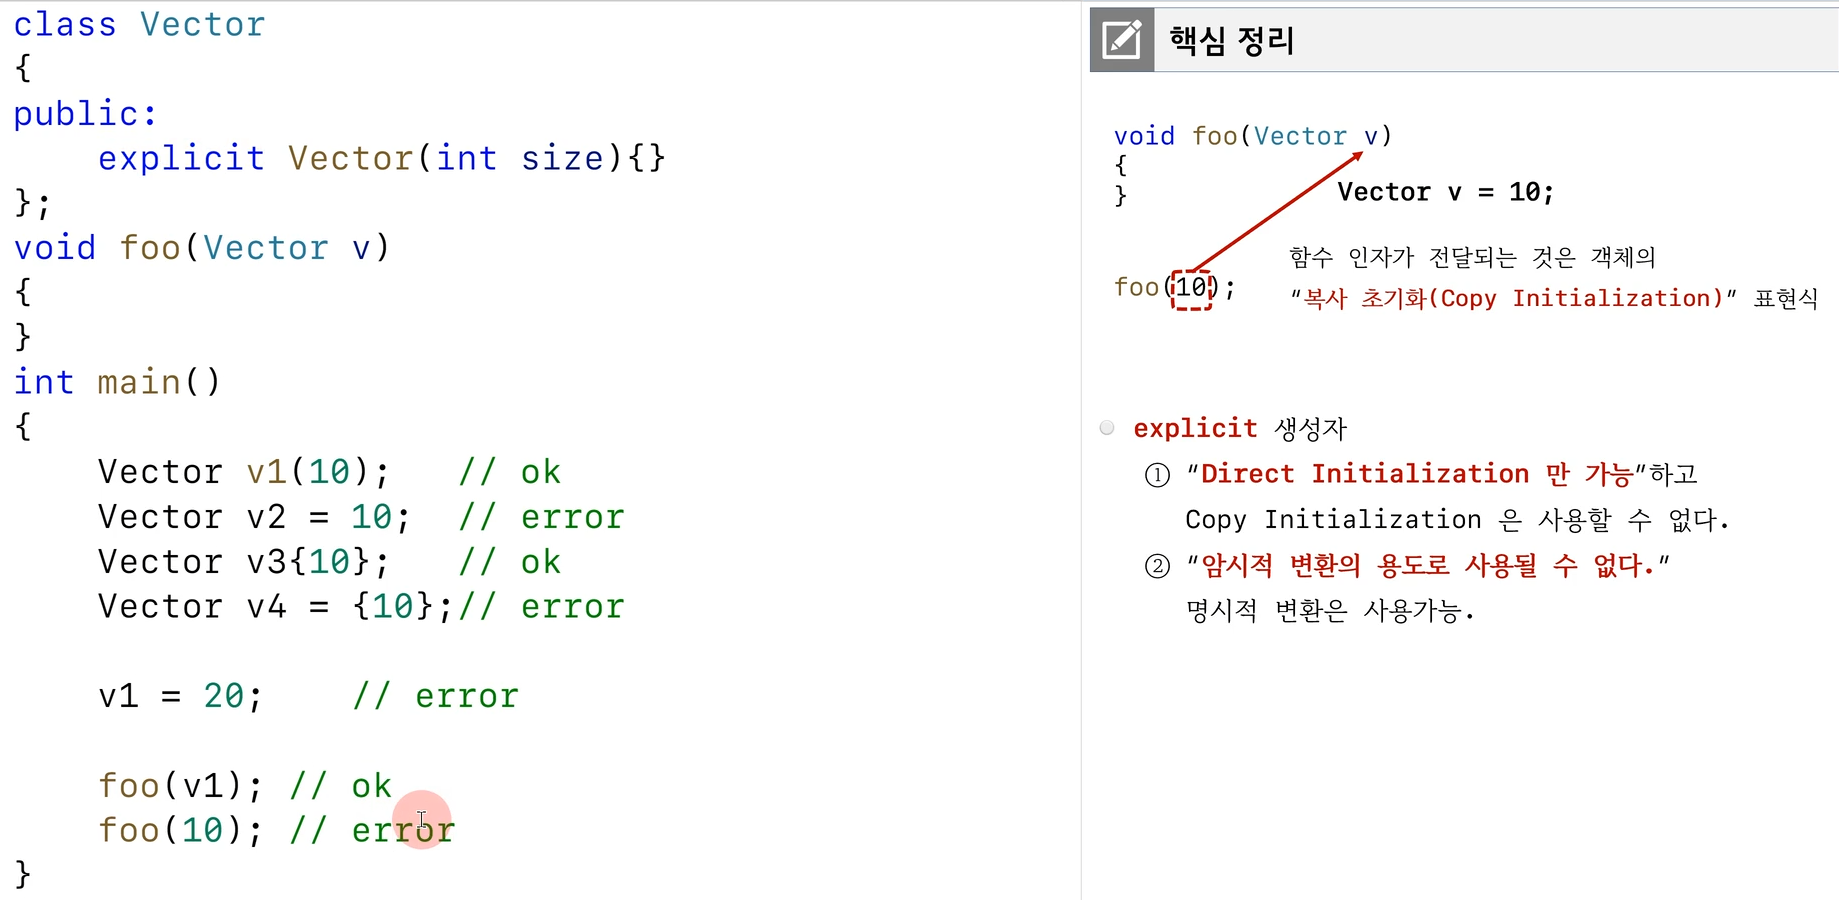 class Vector
{
public:
    explicit Vector(int size){}
};
void foo(Vector v)
{
}
int main()
{
    Vector v1(10);   // ok
    Vector v2 = 10;  // error
    Vector v3{10};   // ok
    Vector v4 = {10};// error

    v1 = 20;    // error

    foo(v1); // ok
    foo(10); // error
}
핵심 정리
void foo(Vector v)
{
}
Vector v = 10;
foo(10);
함수 인자가 전달되는 것은 객체의
“복사 초기화(Copy Initialization)” 표현식
explicit 생성자
① “Direct Initialization 만 가능”하고
Copy Initialization 은 사용할 수 없다.
② “암시적 변환의 용도로 사용될 수 없다.”
명시적 변환은 사용가능.